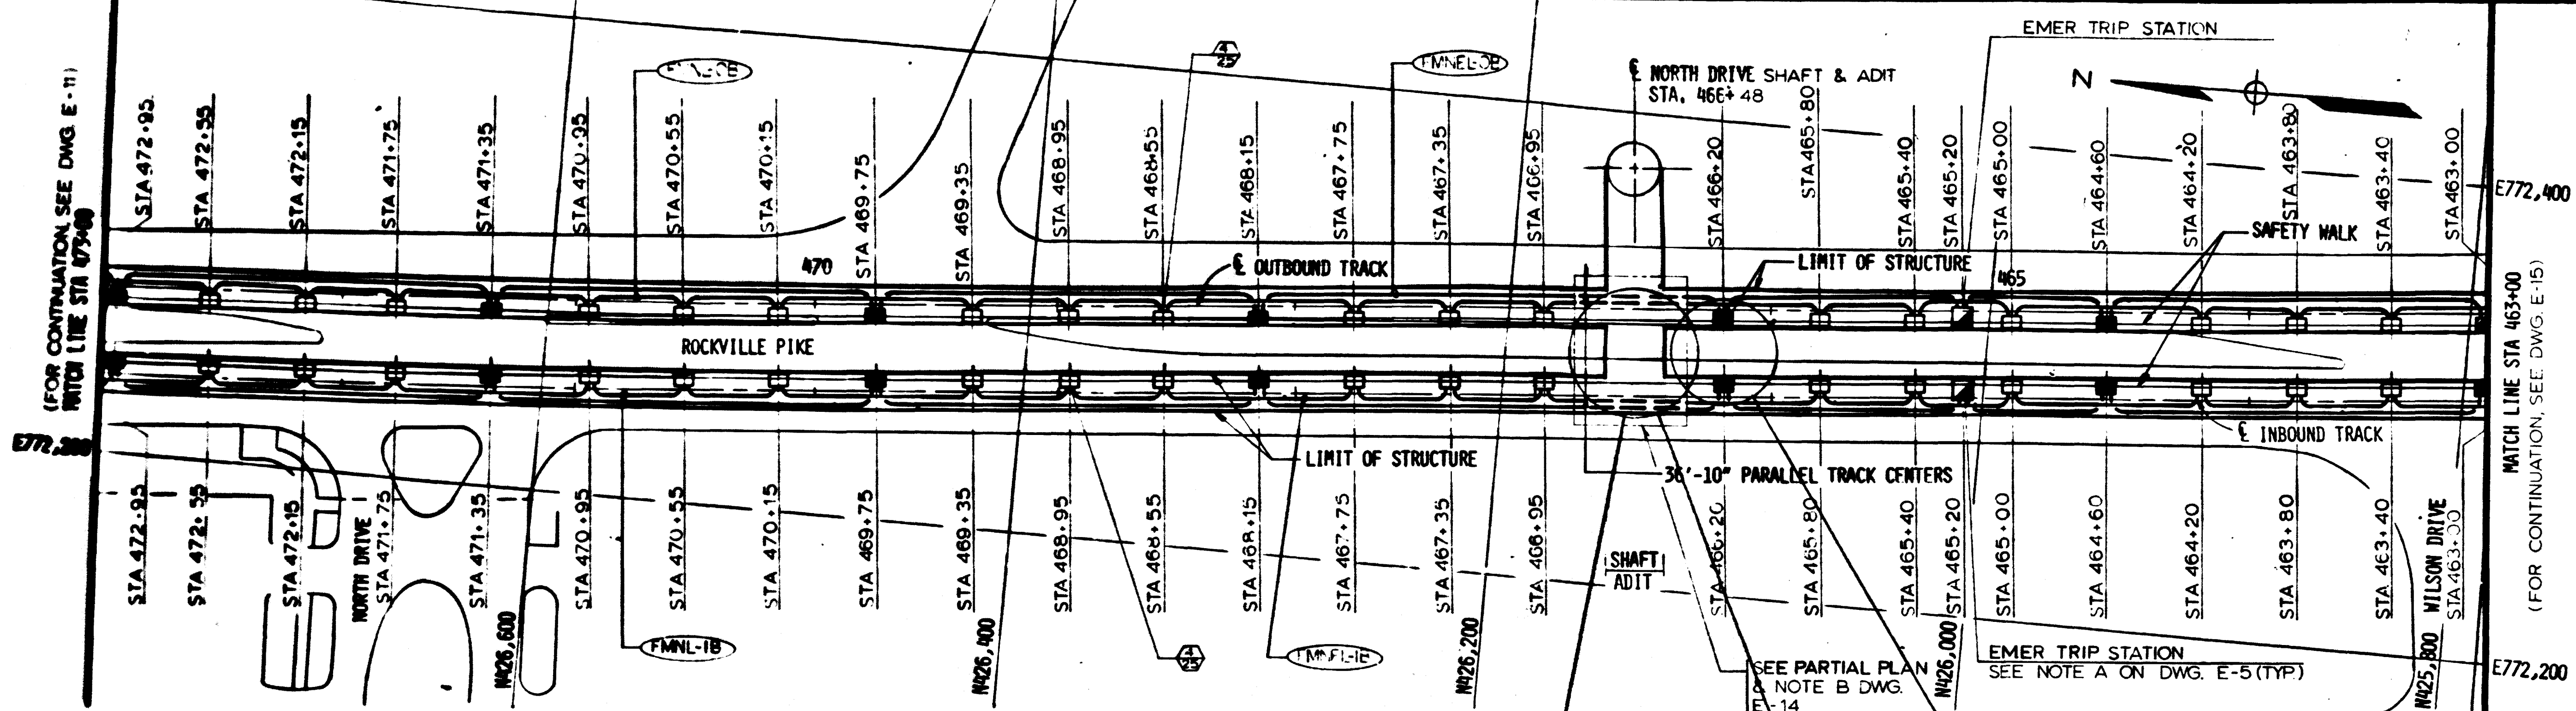 EMER TRIP STATION
4
25
FMNEL-OB
℄ NORTH DRIVE SHAFT & ADIT
STA. 466+48
N
(FOR CONTINUATION, SEE DWG. E-11)
MATCH LINE STA 473+00
STA 472+95
STA 472+55
STA 472+15
STA 471+75
STA 471+35
STA 470+95
STA 470+55
STA 470+15
STA 469+75
STA 469+35
STA 468+95
STA 468+55
STA 468+15
STA 467+75
STA 467+35
STA 466+95
STA 466+20
STA 465+80
STA 465+40
STA 465+20
STA 465+00
STA 464+60
STA 464+20
STA 463+80
STA 463+40
STA 463+00
E772,400
SAFETY WALK
470
℄ OUTBOUND TRACK
LIMIT OF STRUCTURE
465
ROCKVILLE PIKE
MATCH LINE STA 463+00
(FOR CONTINUATION, SEE DWG. E-15)
℄ INBOUND TRACK
LIMIT OF STRUCTURE
36'-10" PARALLEL TRACK CENTERS
STA 472+95
STA 472+55
STA 472+15
NORTH DRIVE
STA 471+75
STA 471+35
STA 470+95
STA 470+55
STA 470+15
STA 469+75
STA 469+35
STA 468+95
STA 468+55
STA 468+15
STA 467+75
STA 467+35
STA 466+95
SHAFT
ADIT
STA 466+20
STA 465+80
STA 465+40
STA 465+20
STA 465+00
STA 464+60
STA 464+20
STA 463+80
STA 463+40
WILSON DRIVE
STA 463+00
N426,600
FMNL-IB
N426,400
4
25
N426,200
SEE PARTIAL PLAN
& NOTE B DWG.
E-14
N426,000
EMER TRIP STATION
SEE NOTE A ON DWG. E-5 (TYP.)
N425,800
E772,200